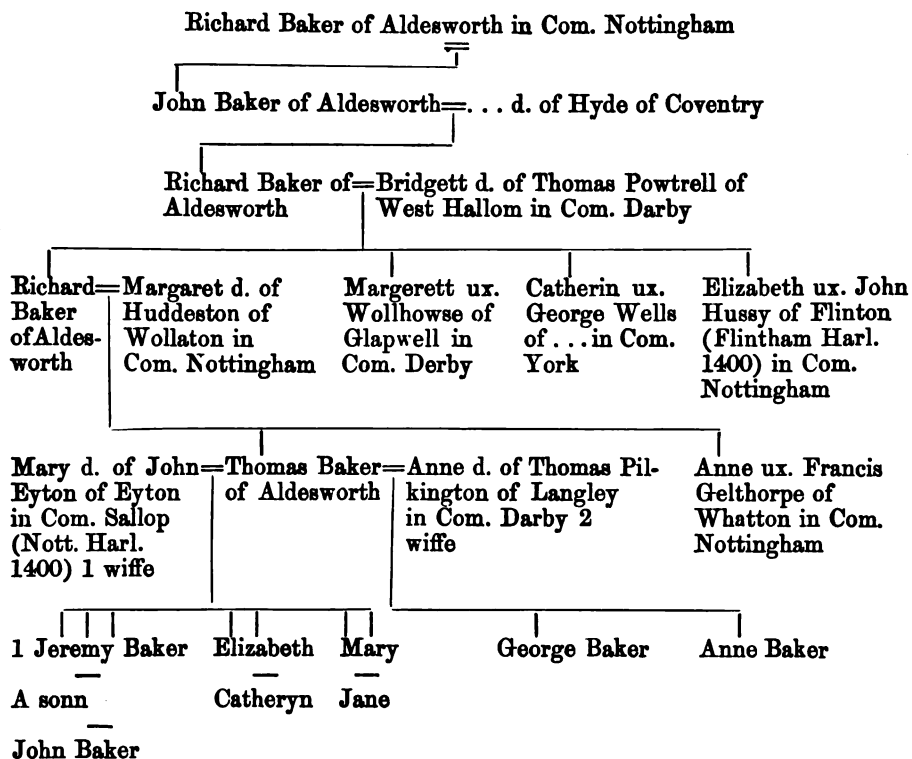 Richard Baker of Aldesworth in Com. Nottingham
John Baker of Aldesworth=... d. of Hyde of Coventry
Richard Baker of=Bridgett d. of Thomas Powtrell of
Aldesworth
West Hallom in Com. Darby
Richard=Margaret d. of
Baker
of Aldes-
worth
Huddeston of
Wollaton in
Com. Nottingham
Margerett ux.
Wollhowse of
Glapwell in
Com. Derby
Catherin ux.
George Wells
of ... in Com.
York
Elizabeth ux. John
Hussy of Flinton
(Flintham Harl.
1400) in Com.
Nottingham
Mary d. of John=Thomas Baker=Anne d. of Thomas Pil-
Eyton of Eyton
in Com. Sallop
(Nott. Harl.
1400) 1 wiffe
of Aldesworth
kington of Langley
in Com. Darby 2
wiffe
Anne ux. Francis
Gelthorpe of
Whatton in Com.
Nottingham
1 Jeremy Baker
A sonn
John Baker
Elizabeth
Catheryn
Mary
Jane
George Baker
Anne Baker